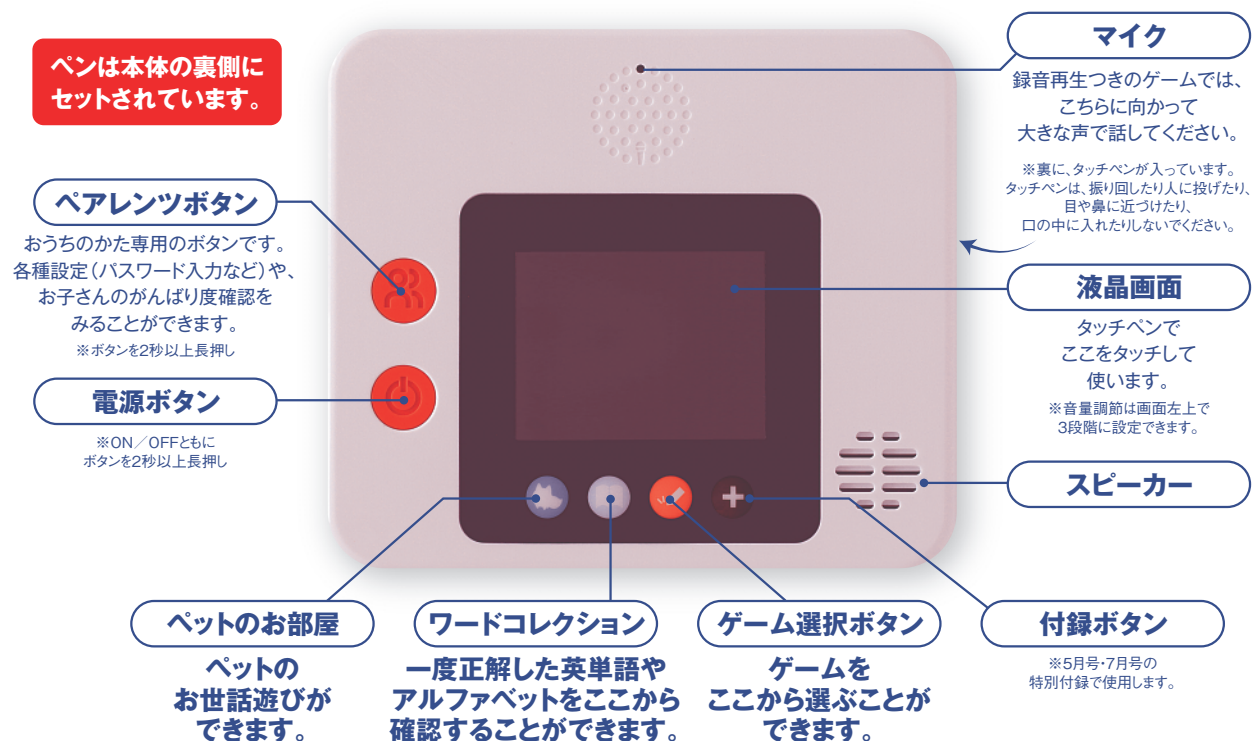 ペンは本体の裏側に
セットされています。
マイク
録音再生つきのゲームでは、
こちらに向かって
大きな声で話してください。
※裏に、タッチペンが入っています。
タッチペンは、振り回したり人に投げたり、
目や鼻に近づけたり、
口の中に入れたりしないでください。
ペアレンツボタン
おうちのかた専用のボタンです。
各種設定(パスワード入力など)や、
お子さんのがんばり度確認を
みることができます。
※ボタンを2秒以上長押し
液晶画面
タッチペンで
ここをタッチして
使います。
※音量調節は画面左上で
3段階に設定できます。
電源ボタン
※ON/OFFともに
ボタンを2秒以上長押し
スピーカー
ペットのお部屋
ペットの
お世話遊びが
できます。
ワードコレクション
一度正解した英単語や
アルファベットをここから
確認することができます。
ゲーム選択ボタン
ゲームを
ここから選ぶことが
できます。
付録ボタン
※5月号・7月号の
特別付録で使用します。